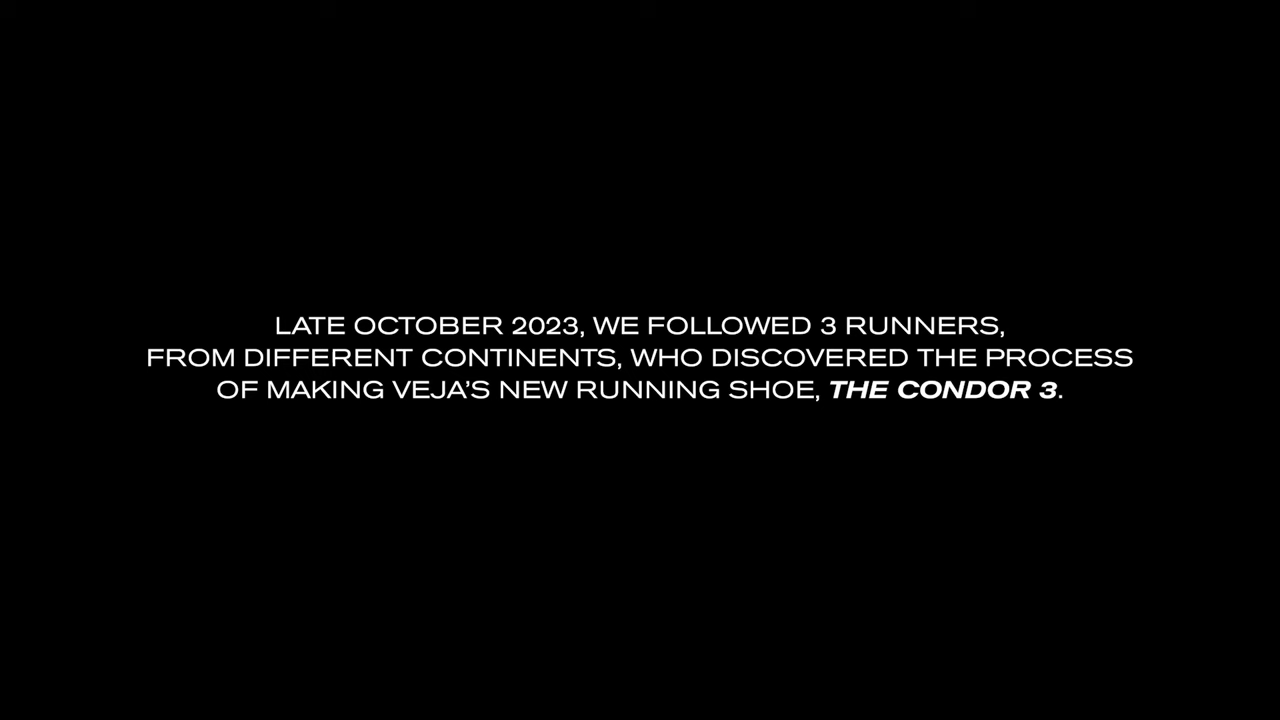 LATE OCTOBER 2023, WE FOLLOWED 3 RUNNERS,
FROM DIFFERENT CONTINENTS, WHO DISCOVERED THE PROCESS
OF MAKING VEJA’S NEW RUNNING SHOE, THE CONDOR 3.